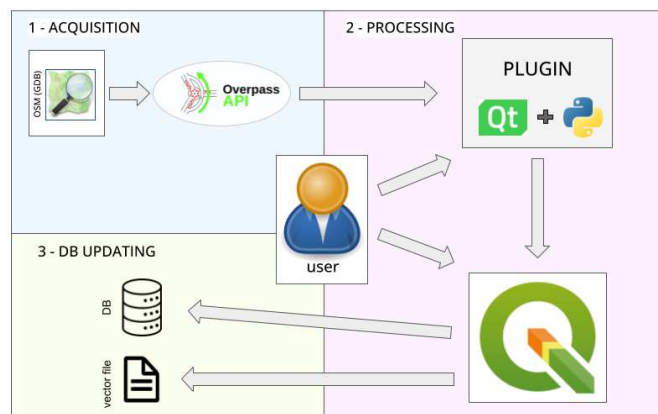 1 - ACQUISITION
2 - PROCESSING
OSM (GDB)
Overpass
API
PLUGIN
Qt
+
user
3 - DB UPDATING
DB
vector file